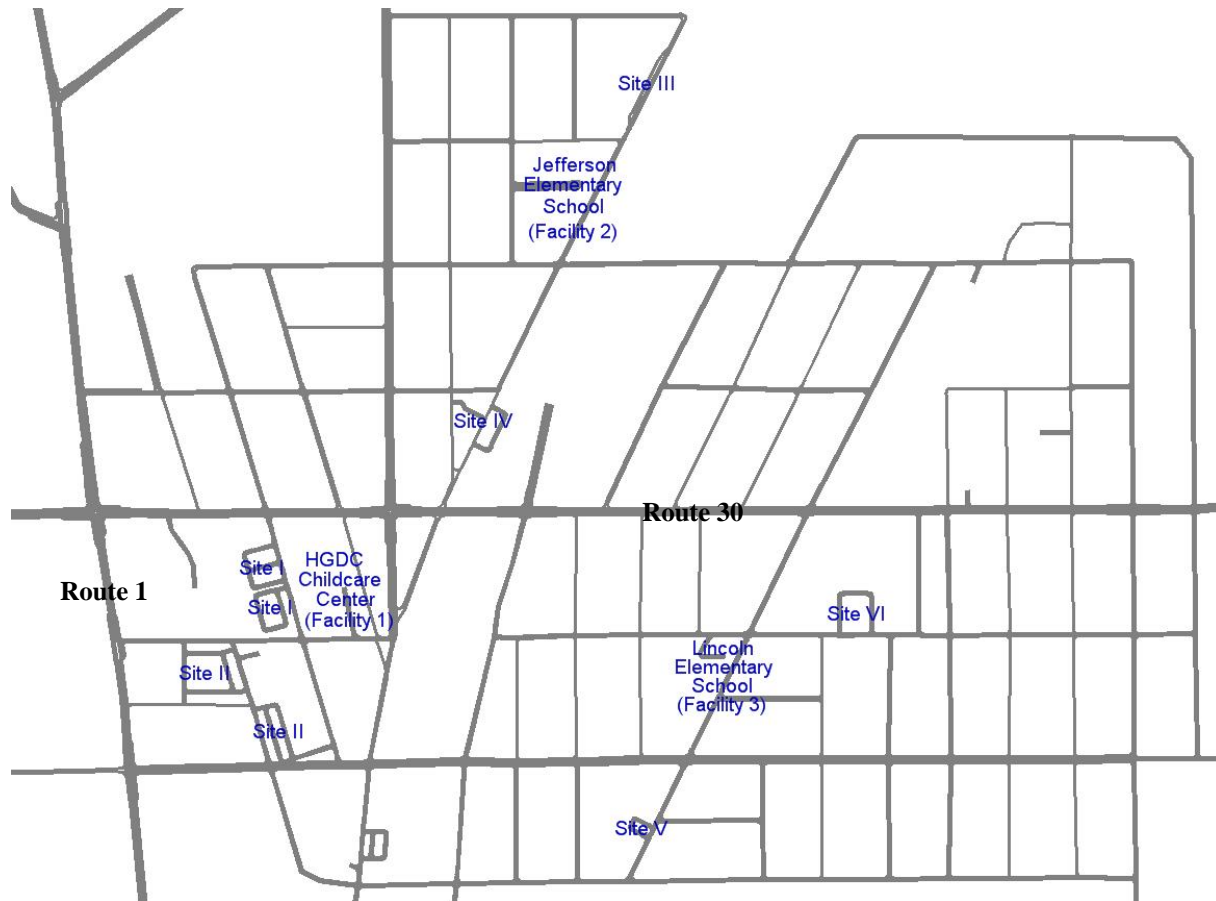 Site III
Jefferson
Elementary
School
(Facility 2)
Site IV
Route 30
HGDC
Childcare
Center
(Facility 1)
Site I
Site I
Route 1
Site VI
Site II
Lincoln
Elementary
School
(Facility 3)
Site II
Site V